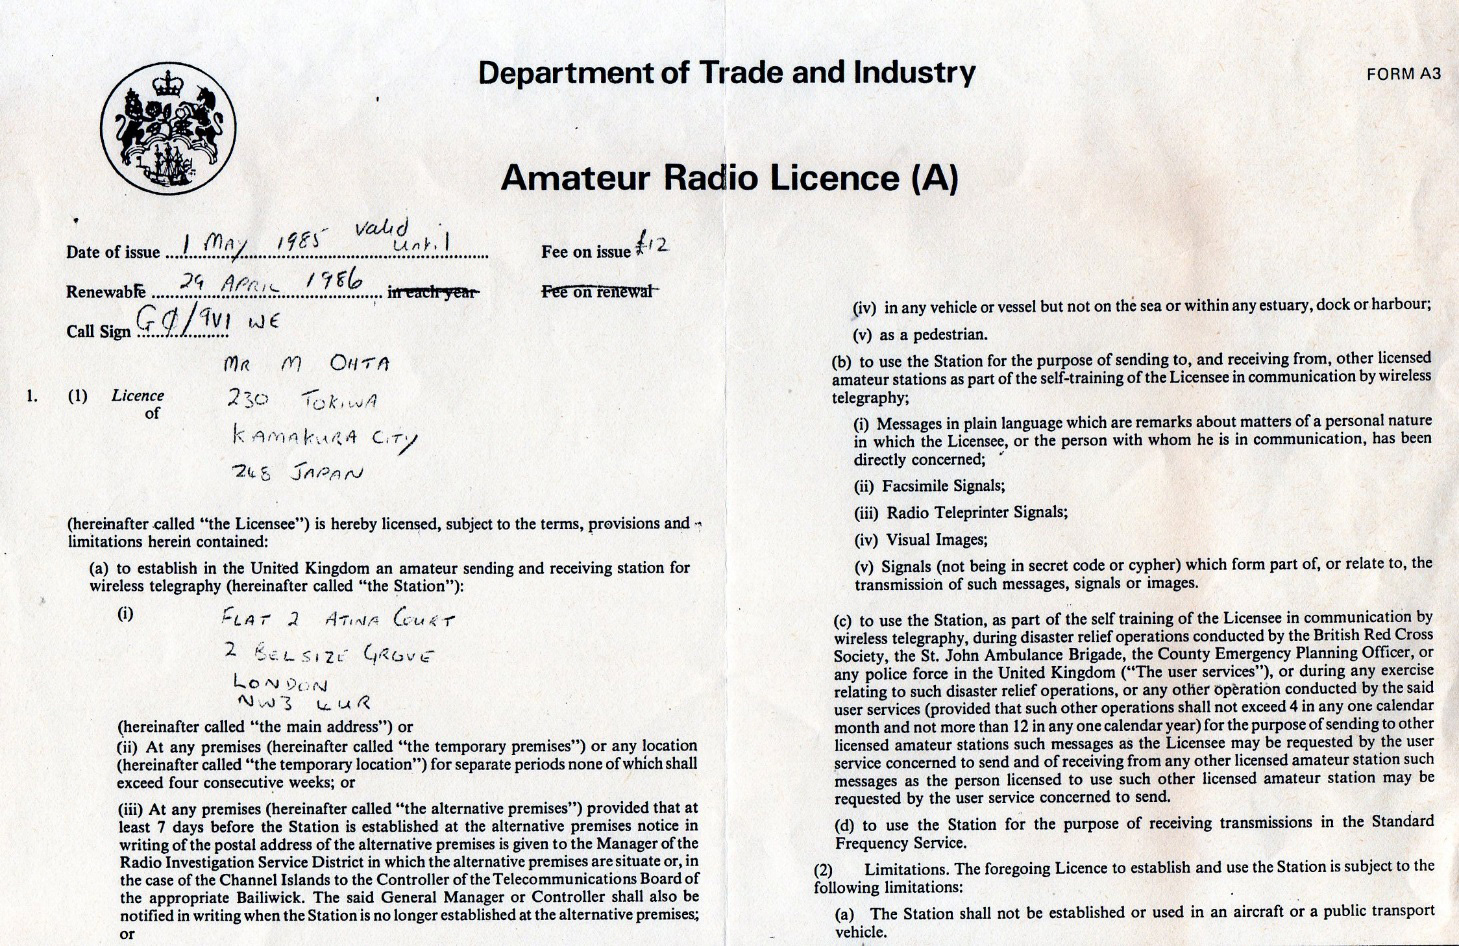 Department of Trade and Industry
FORM A3
Amateur Radio Licence (A)
Date of issue 1 MAY 1985 valid until
Fee on issue £12
Renewable 29 APRIL 1986 in each year
Fee on renewal
Call Sign GØ/9V1 WE
MR M OHTA
1. (1) Licence 230 TOKIWA
of
KAMAKURA CITY
248 JAPAN
(hereinafter called “the Licensee”) is hereby licensed, subject to the terms, provisions and
limitations herein contained:
(a) to establish in the United Kingdom an amateur sending and receiving station for
wireless telegraphy (hereinafter called “the Station”):
(i) FLAT 2 ATINA COURT
2 BELSIZE GROVE
LONDON
NW3 4UR
(hereinafter called “the main address”) or
(ii) At any premises (hereinafter called “the temporary premises”) or any location
(hereinafter called “the temporary location”) for separate periods none of which shall
exceed four consecutive weeks; or
(iii) At any premises (hereinafter called “the alternative premises”) provided that at
least 7 days before the Station is established at the alternative premises notice in
writing of the postal address of the alternative premises is given to the Manager of the
Radio Investigation Service District in which the alternative premises are situate or, in
the case of the Channel Islands to the Controller of the Telecommunications Board of
the appropriate Bailiwick. The said General Manager or Controller shall also be
notified in writing when the Station is no longer established at the alternative premises;
or
(iv) in any vehicle or vessel but not on the sea or within any estuary, dock or harbour;
(v) as a pedestrian.
(b) to use the Station for the purpose of sending to, and receiving from, other licensed
amateur stations as part of the self-training of the Licensee in communication by wireless
telegraphy;
(i) Messages in plain language which are remarks about matters of a personal nature
in which the Licensee, or the person with whom he is in communication, has been
directly concerned;
(ii) Facsimile Signals;
(iii) Radio Teleprinter Signals;
(iv) Visual Images;
(v) Signals (not being in secret code or cypher) which form part of, or relate to, the
transmission of such messages, signals or images.
(c) to use the Station, as part of the self training of the Licensee in communication by
wireless telegraphy, during disaster relief operations conducted by the British Red Cross
Society, the St. John Ambulance Brigade, the County Emergency Planning Officer, or
any police force in the United Kingdom (“The user services”), or during any exercise
relating to such disaster relief operations, or any other operation conducted by the said
user services (provided that such other operations shall not exceed 4 in any one calendar
month and not more than 12 in any one calendar year) for the purpose of sending to other
licensed amateur stations such messages as the Licensee may be requested by the user
service concerned to send and of receiving from any other licensed amateur station such
messages as the person licensed to use such other licensed amateur station may be
requested by the user service concerned to send.
(d) to use the Station for the purpose of receiving transmissions in the Standard
Frequency Service.
(2) Limitations. The foregoing Licence to establish and use the Station is subject to the
following limitations:
(a) The Station shall not be established or used in an aircraft or a public transport
vehicle.